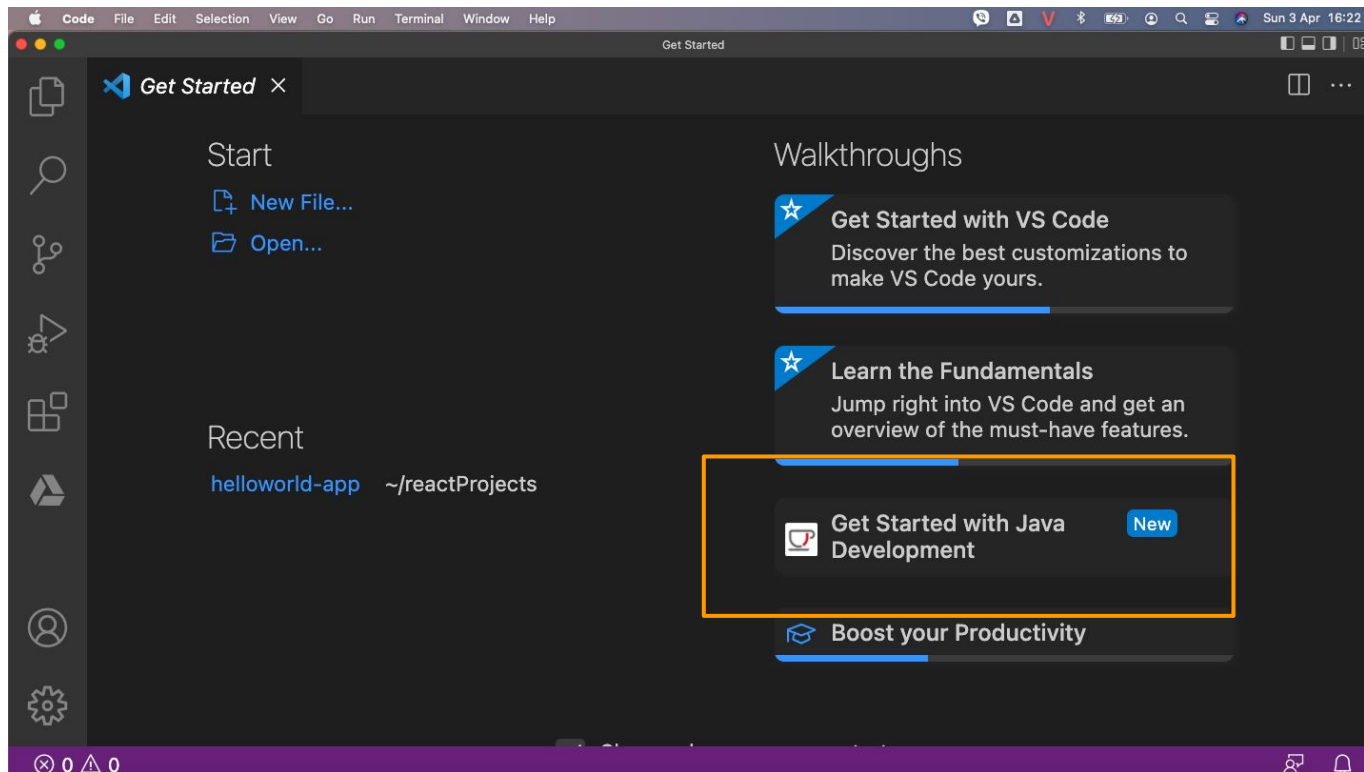 Code File Edit Selection View Go Run Terminal Window Help Sun 3 Apr 16:22
Get Started
Get Started
Start
New File...
Open...
Recent
helloworld-app ~/reactProjects
Walkthroughs
Get Started with VS Code
Discover the best customizations to
make VS Code yours.
Learn the Fundamentals
Jump right into VS Code and get an
overview of the must-have features.
Get Started with Java New
Development
Boost your Productivity
0 0